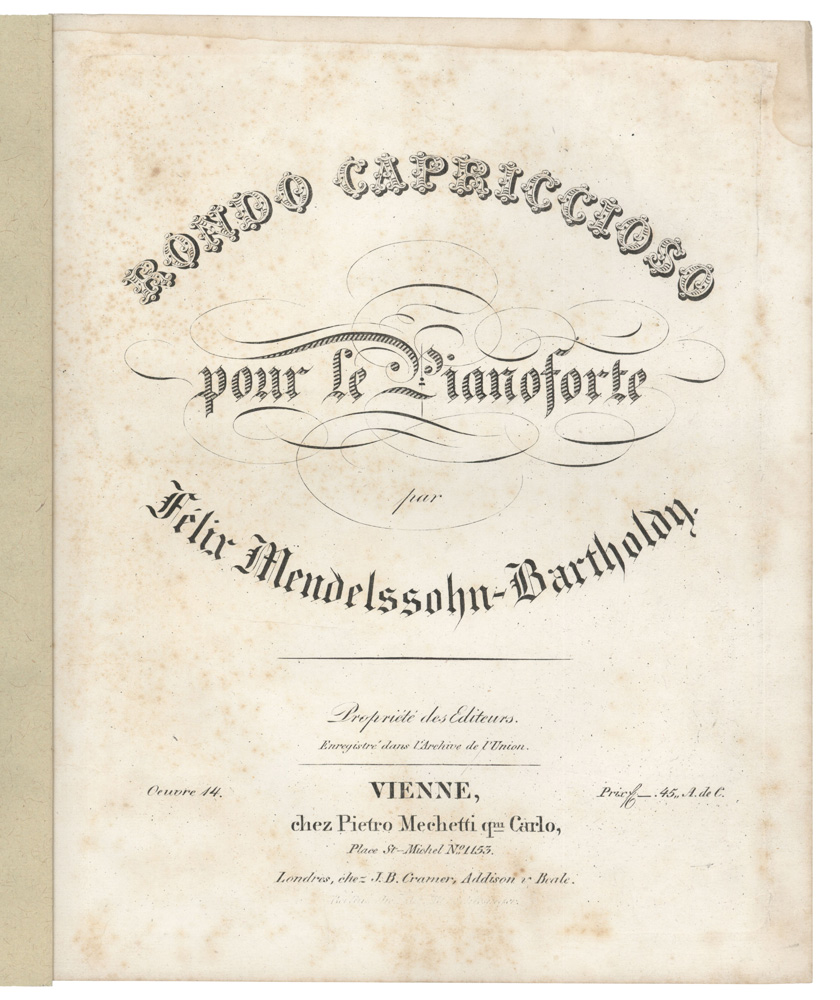 RONDO CAPRICCIOSO
pour le Pianoforte
par
Félix Mendelssohn-Bartholdy.
Propriété des Editeurs.
Enregistré dans l'Archive de l'Union.
Oeuvre 14.
VIENNE,
Prix f_.45,, A. de C.
chez Pietro Mechetti qm Carlo,
Place St-Michel No. 1153.
Londres, chez J. B. Cramer, Addison & Beale.